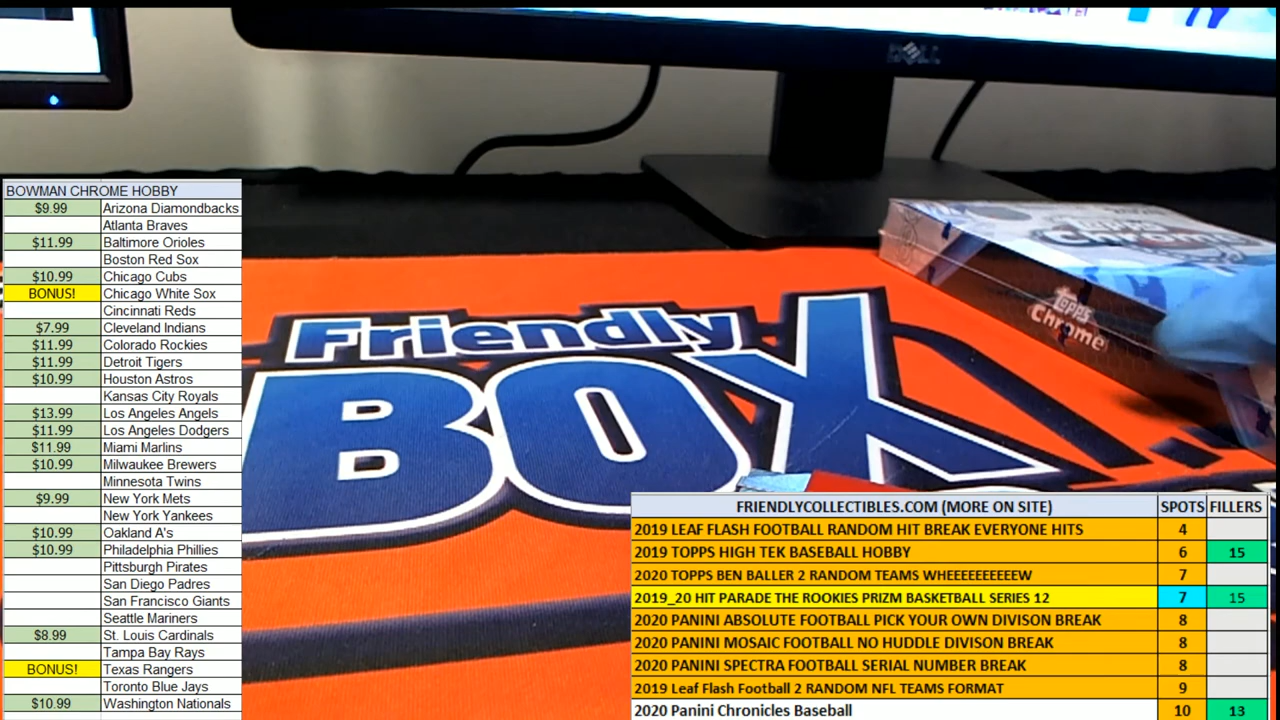 DELL
Topps
Chrome
Topps
Chrome
Friendly
BOX
BOWMAN CHROME HOBBY
$9.99 Arizona Diamondbacks
Atlanta Braves
$11.99 Baltimore Orioles
Boston Red Sox
$10.99 Chicago Cubs
BONUS! Chicago White Sox
Cincinnati Reds
$7.99 Cleveland Indians
$11.99 Colorado Rockies
$11.99 Detroit Tigers
$10.99 Houston Astros
Kansas City Royals
$13.99 Los Angeles Angels
$11.99 Los Angeles Dodgers
$11.99 Miami Marlins
$10.99 Milwaukee Brewers
Minnesota Twins
$9.99 New York Mets
New York Yankees
$10.99 Oakland A's
$10.99 Philadelphia Phillies
Pittsburgh Pirates
San Diego Padres
San Francisco Giants
Seattle Mariners
$8.99 St. Louis Cardinals
Tampa Bay Rays
BONUS! Texas Rangers
Toronto Blue Jays
$10.99 Washington Nationals
FRIENDLYCOLLECTIBLES.COM (MORE ON SITE) SPOTS FILLERS
2019 LEAF FLASH FOOTBALL RANDOM HIT BREAK EVERYONE HITS 4
2019 TOPPS HIGH TEK BASEBALL HOBBY 6 15
2020 TOPPS BEN BALLER 2 RANDOM TEAMS WHEEEEEEEEEW 7
2019_20 HIT PARADE THE ROOKIES PRIZM BASKETBALL SERIES 12 7 15
2020 PANINI ABSOLUTE FOOTBALL PICK YOUR OWN DIVISON BREAK 8
2020 PANINI MOSAIC FOOTBALL NO HUDDLE DIVISON BREAK 8
2020 PANINI SPECTRA FOOTBALL SERIAL NUMBER BREAK 8
2019 Leaf Flash Football 2 RANDOM NFL TEAMS FORMAT 9
2020 Panini Chronicles Baseball 10 13